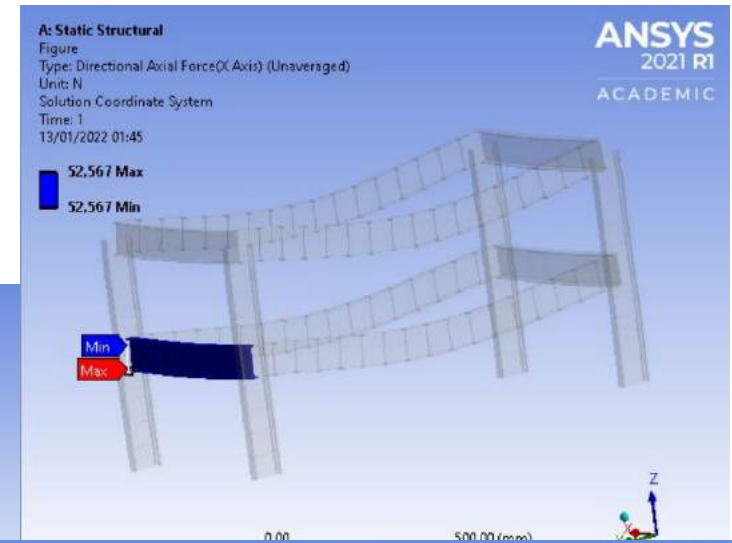 A: Static Structural
Figure
Type: Directional Axial Force(X Axis) (Unaveraged)
Unit: N
Solution Coordinate System
Time: 1
13/01/2022 01:45
52,567 Max
52,567 Min
ANSYS
2021 R1
ACADEMIC
Min
Max
Z
0.00
500.00 (mm)